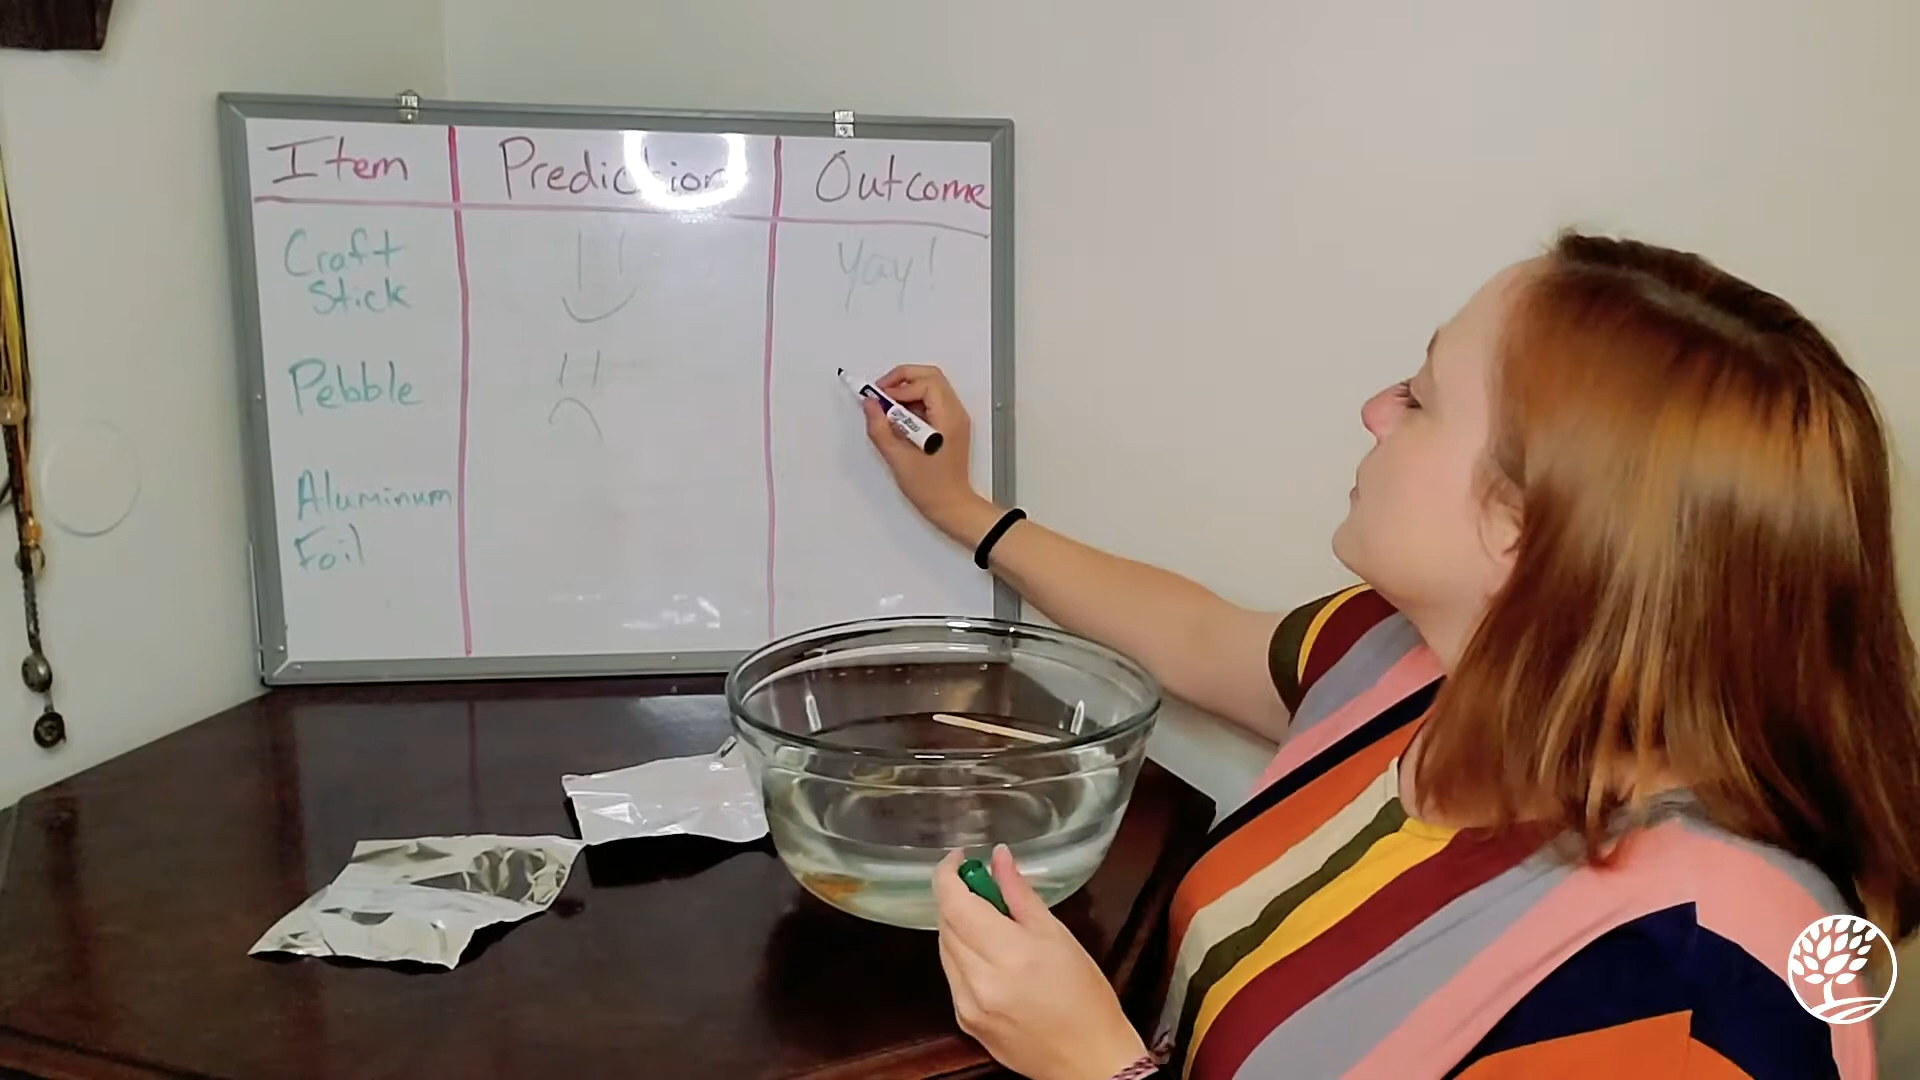 Item Prediction Outcome
Craft
Stick
Yay!
Pebble
Aluminum
Foil